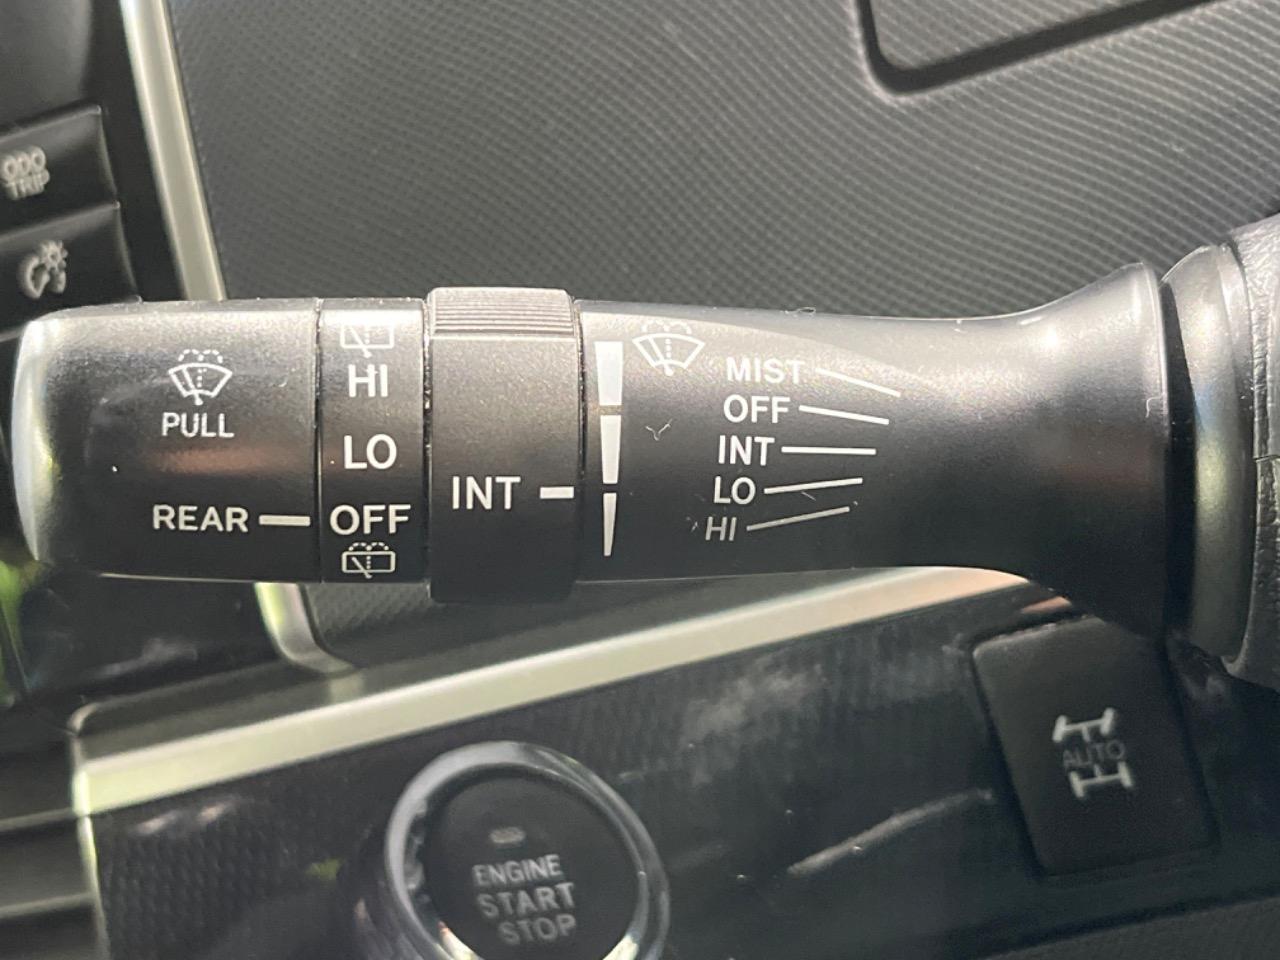 ODO
TRIP
PULL
REAR
HI
LO
OFF
INT
MIST
OFF
INT
LO
HI
AUTO
ENGINE
START
STOP